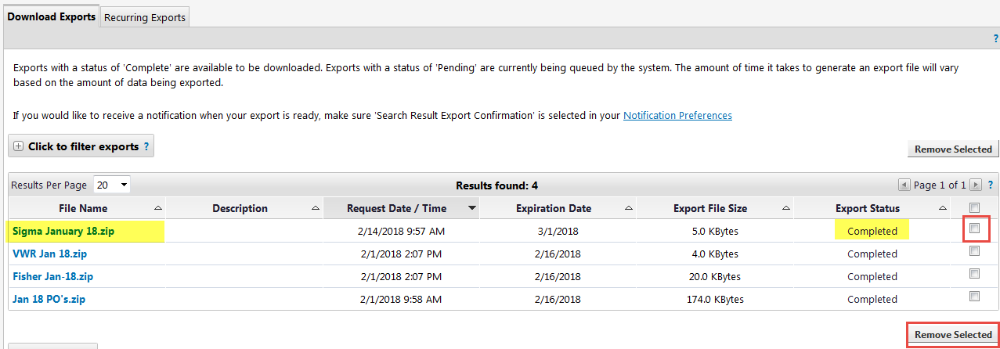 Download Exports Recurring Exports
?
Exports with a status of 'Complete' are available to be downloaded. Exports with a status of 'Pending' are currently being queued by the system. The amount of time it takes to generate an export file will vary
based on the amount of data being exported.
If you would like to receive a notification when your export is ready, make sure 'Search Result Export Confirmation' is selected in your Notification Preferences
Click to filter exports ?
Remove Selected
Results Per Page 20 Results found: 4 Page 1 of 1 ?
File Name Description Request Date / Time Expiration Date Export File Size Export Status
Sigma January 18.zip 2/14/2018 9:57 AM 3/1/2018 5.0 KBytes Completed
VWR Jan 18.zip 2/1/2018 2:07 PM 2/16/2018 4.0 KBytes Completed
Fisher Jan-18.zip 2/1/2018 2:07 PM 2/16/2018 20.0 KBytes Completed
Jan 18 PO's.zip 2/1/2018 9:58 AM 2/16/2018 174.0 KBytes Completed
Remove Selected